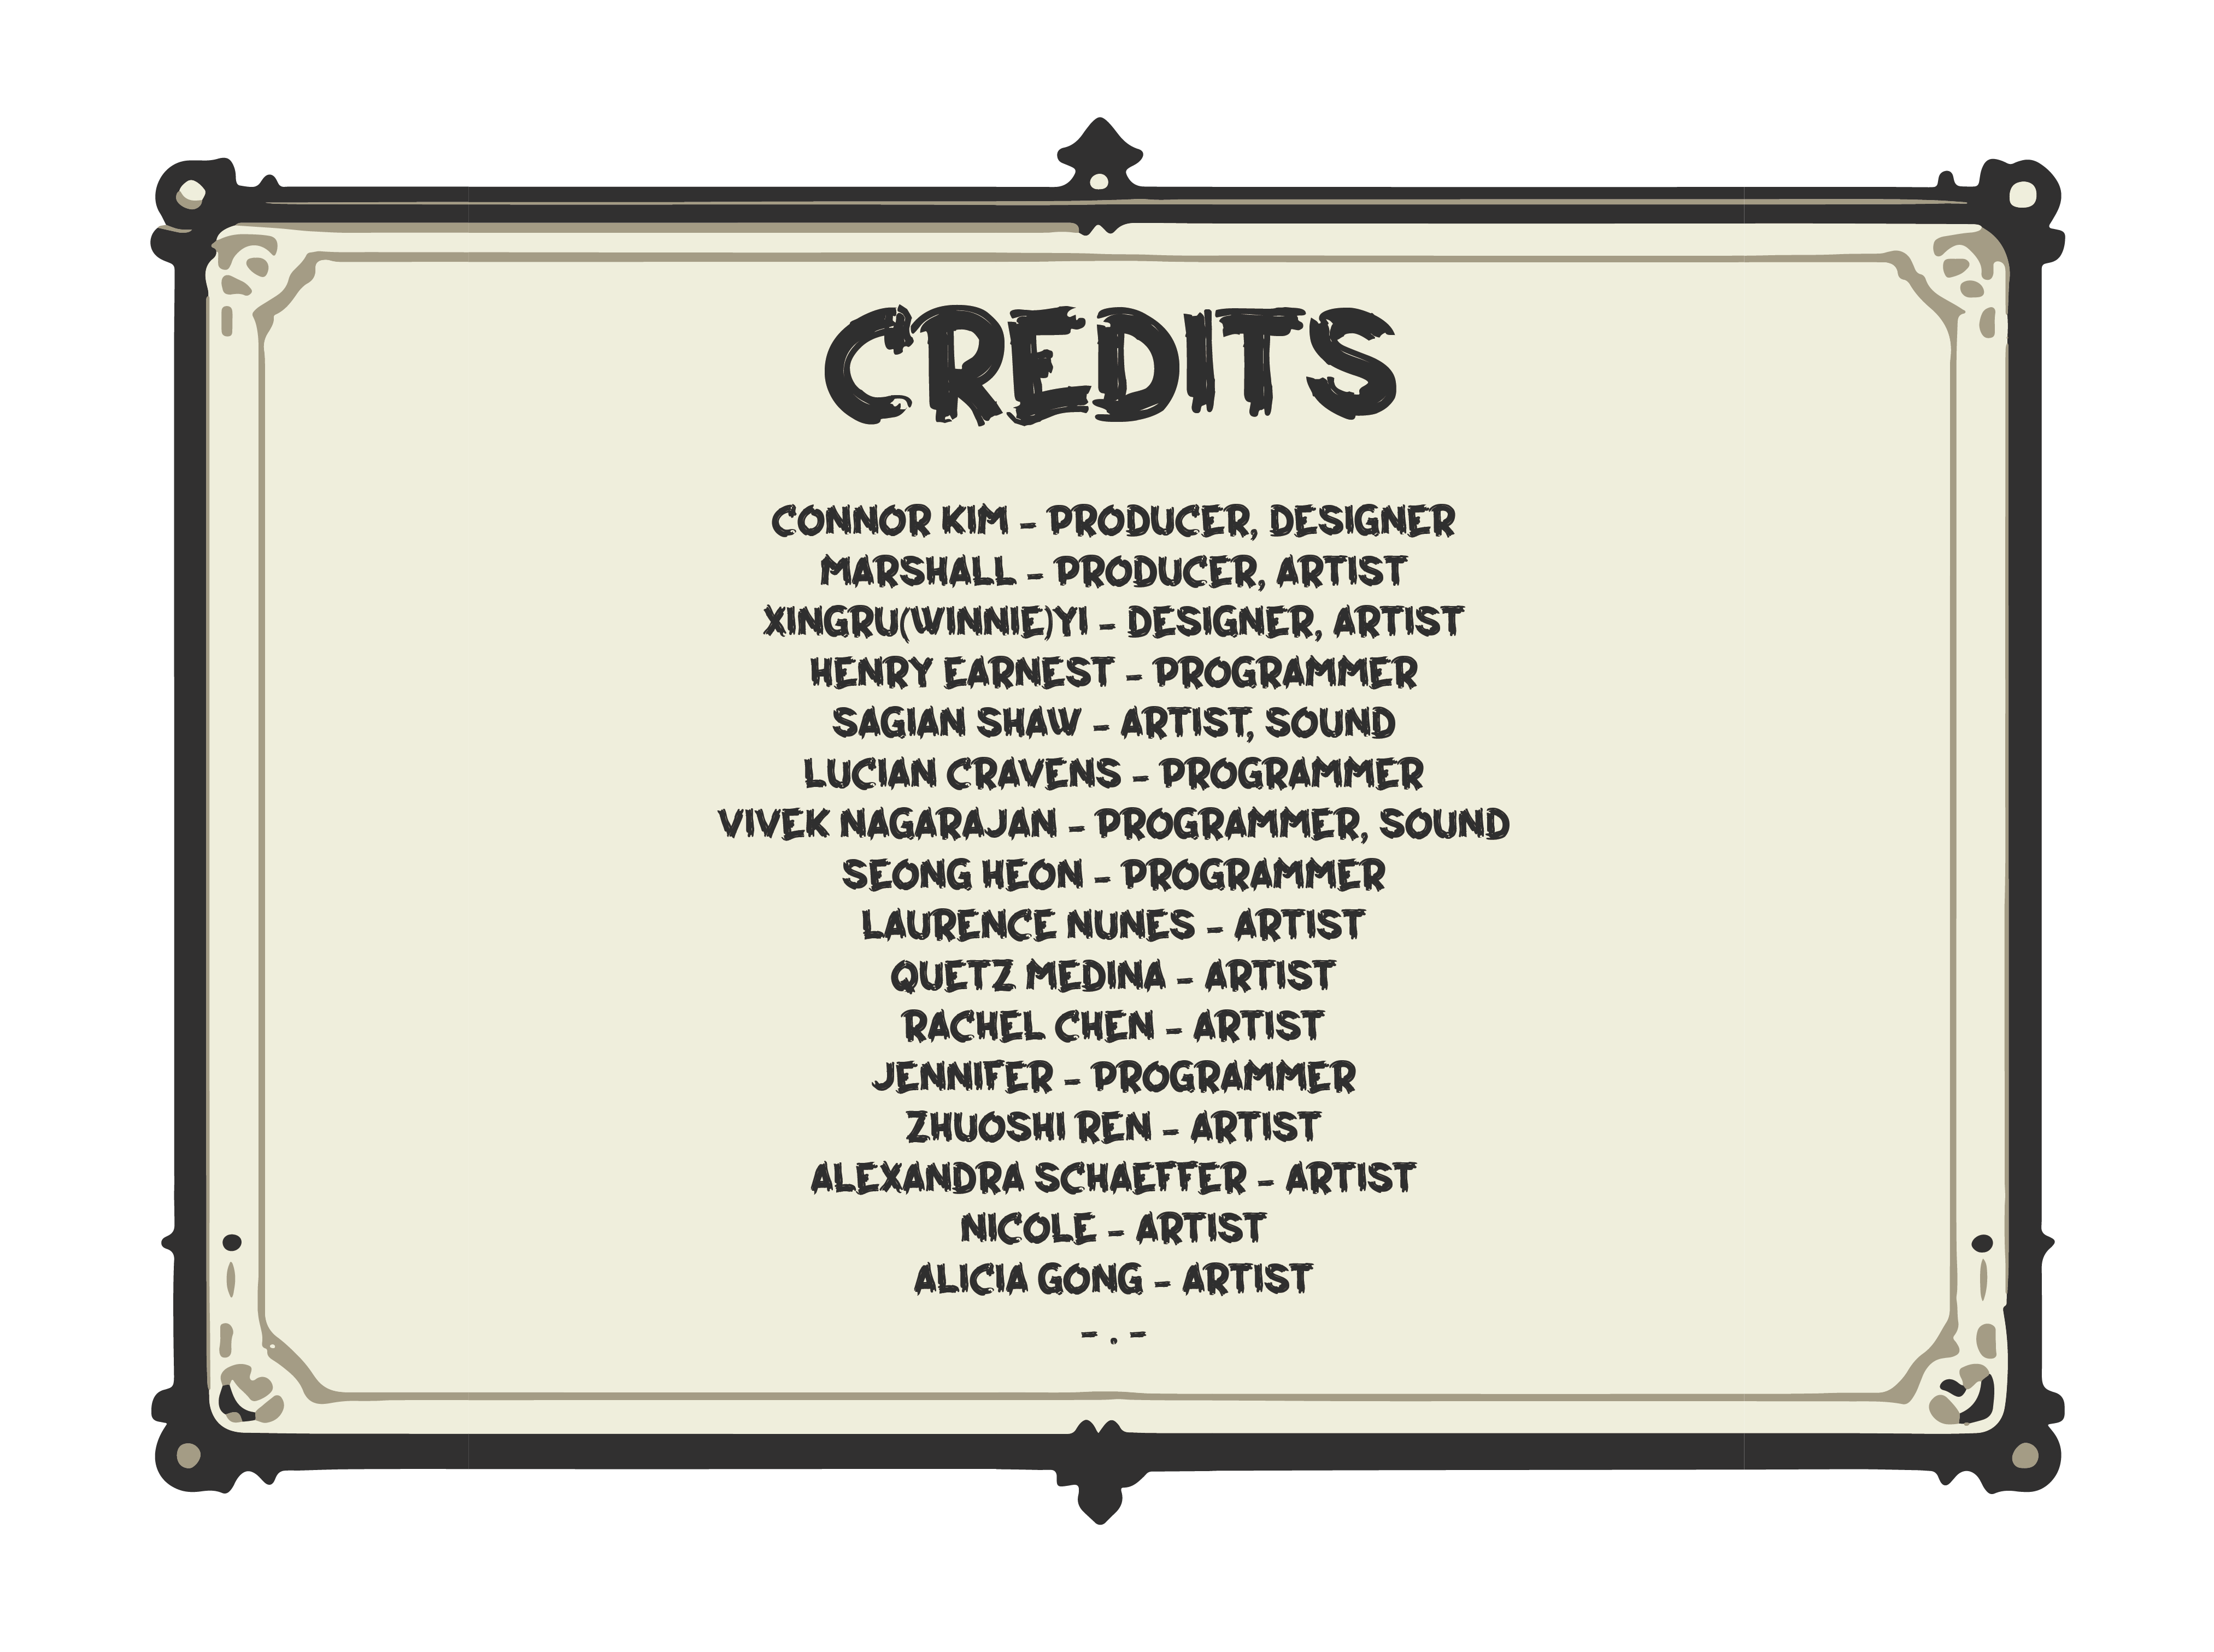 CREDITS
CONNOR KIM - PRODUCER, DESIGNER
MARSHALL - PRODUCER, ARTIST
XINGRU(WINNIE)YI - DESIGNER, ARTIST
HENRY EARNEST - PROGRAMMER
SAGIAN SHAW - ARTIST, SOUND
LUCIAN CRAVENS - PROGRAMMER
VIVEK NAGARAJAN - PROGRAMMER, SOUND
SEONG HEON - PROGRAMMER
LAURENCE NUNES - ARTIST
QUETZ MEDINA - ARTIST
RACHEL CHEN - ARTIST
JENNIFER - PROGRAMMER
ZHUOSHI REN - ARTIST
ALEXANDRA SCHAEFFER - ARTIST
NICOLE - ARTIST
ALICIA GONG - ARTIST
- . -